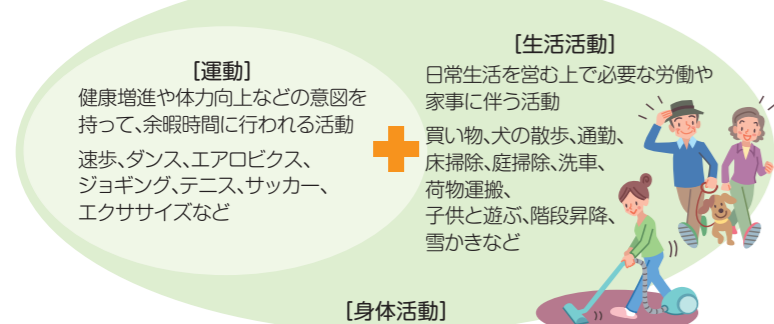 [運動]
健康増進や体力向上などの意図を
持って、余暇時間に行われる活動
速歩、ダンス、エアロビクス、
ジョギング、テニス、サッカー、
エクササイズなど
[生活活動]
日常生活を営む上で必要な労働や
家事に伴う活動
買い物、犬の散歩、通勤、
床掃除、庭掃除、洗車、
荷物運搬、
子供と遊ぶ、階段昇降、
雪かきなど
[身体活動]